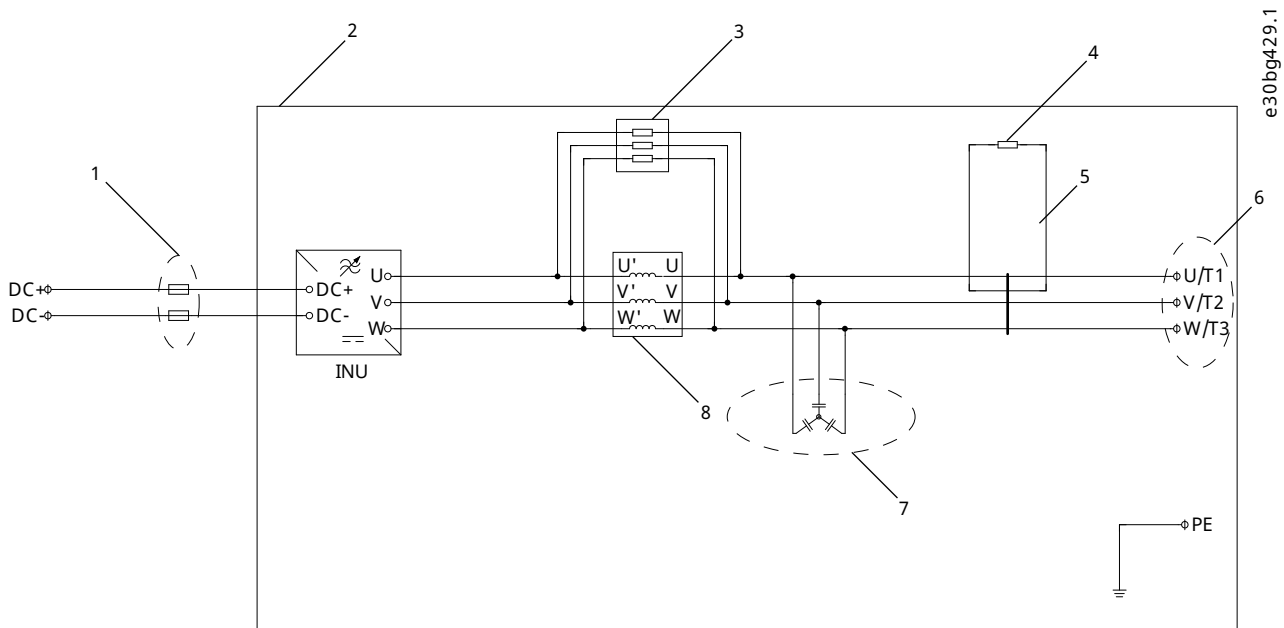 e30bg429.1
2
3
4
1
5
6
U' U
U
U/T1
DC+
DC+
V' V
V
V/T2
DC-
DC-
W' W
W
W/T3
INU
8
7
PE